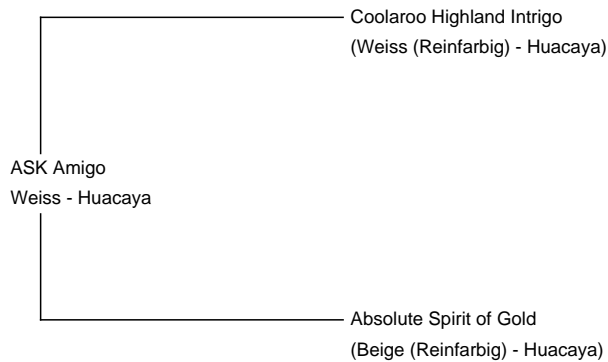 Coolaroo Highland Intrigo
(Weiss (Reinfarbig) - Huacaya)
ASK Amigo
Weiss - Huacaya
Absolute Spirit of Gold
(Beige (Reinfarbig) - Huacaya)